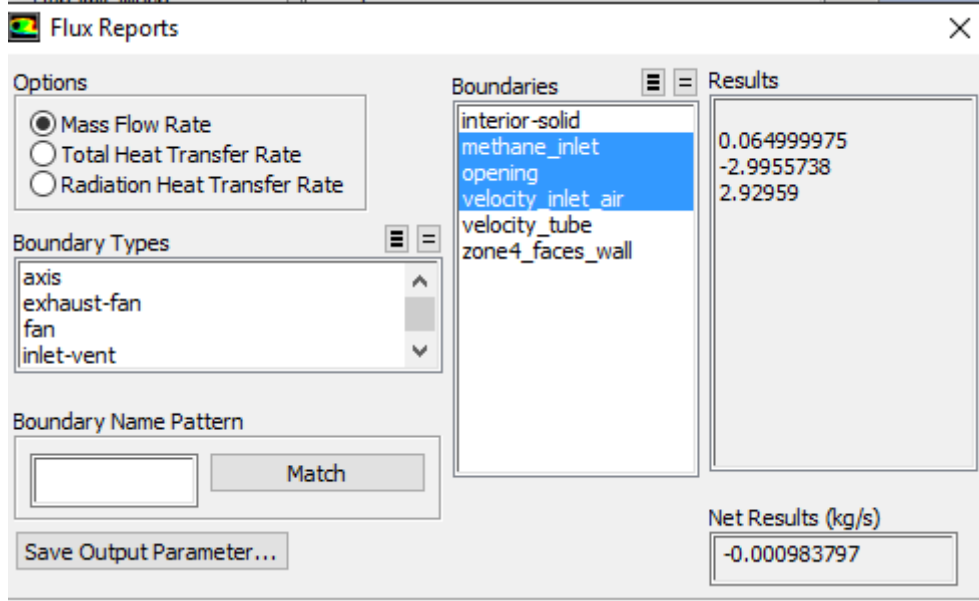 Flux Reports
Options
Mass Flow Rate
Total Heat Transfer Rate
Radiation Heat Transfer Rate
Boundary Types
axis
exhaust-fan
fan
inlet-vent
Boundary Name Pattern
Match
Save Output Parameter...
Boundaries
interior-solid
methane_inlet
opening
velocity_inlet_air
velocity_tube
zone4_faces_wall
Results
0.064999975
-2.9955738
2.92959
Net Results (kg/s)
-0.000983797